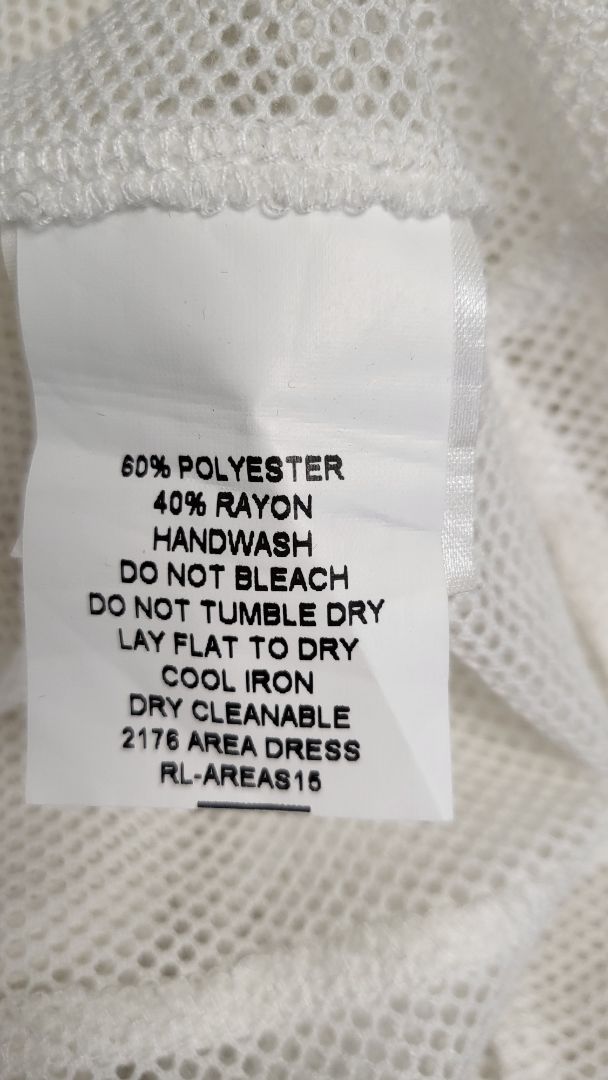 60% POLYESTER
40% RAYON
HANDWASH
DO NOT BLEACH
DO NOT TUMBLE DRY
LAY FLAT TO DRY
COOL IRON
DRY CLEANABLE
2176 AREA DRESS
RL-AREAS15